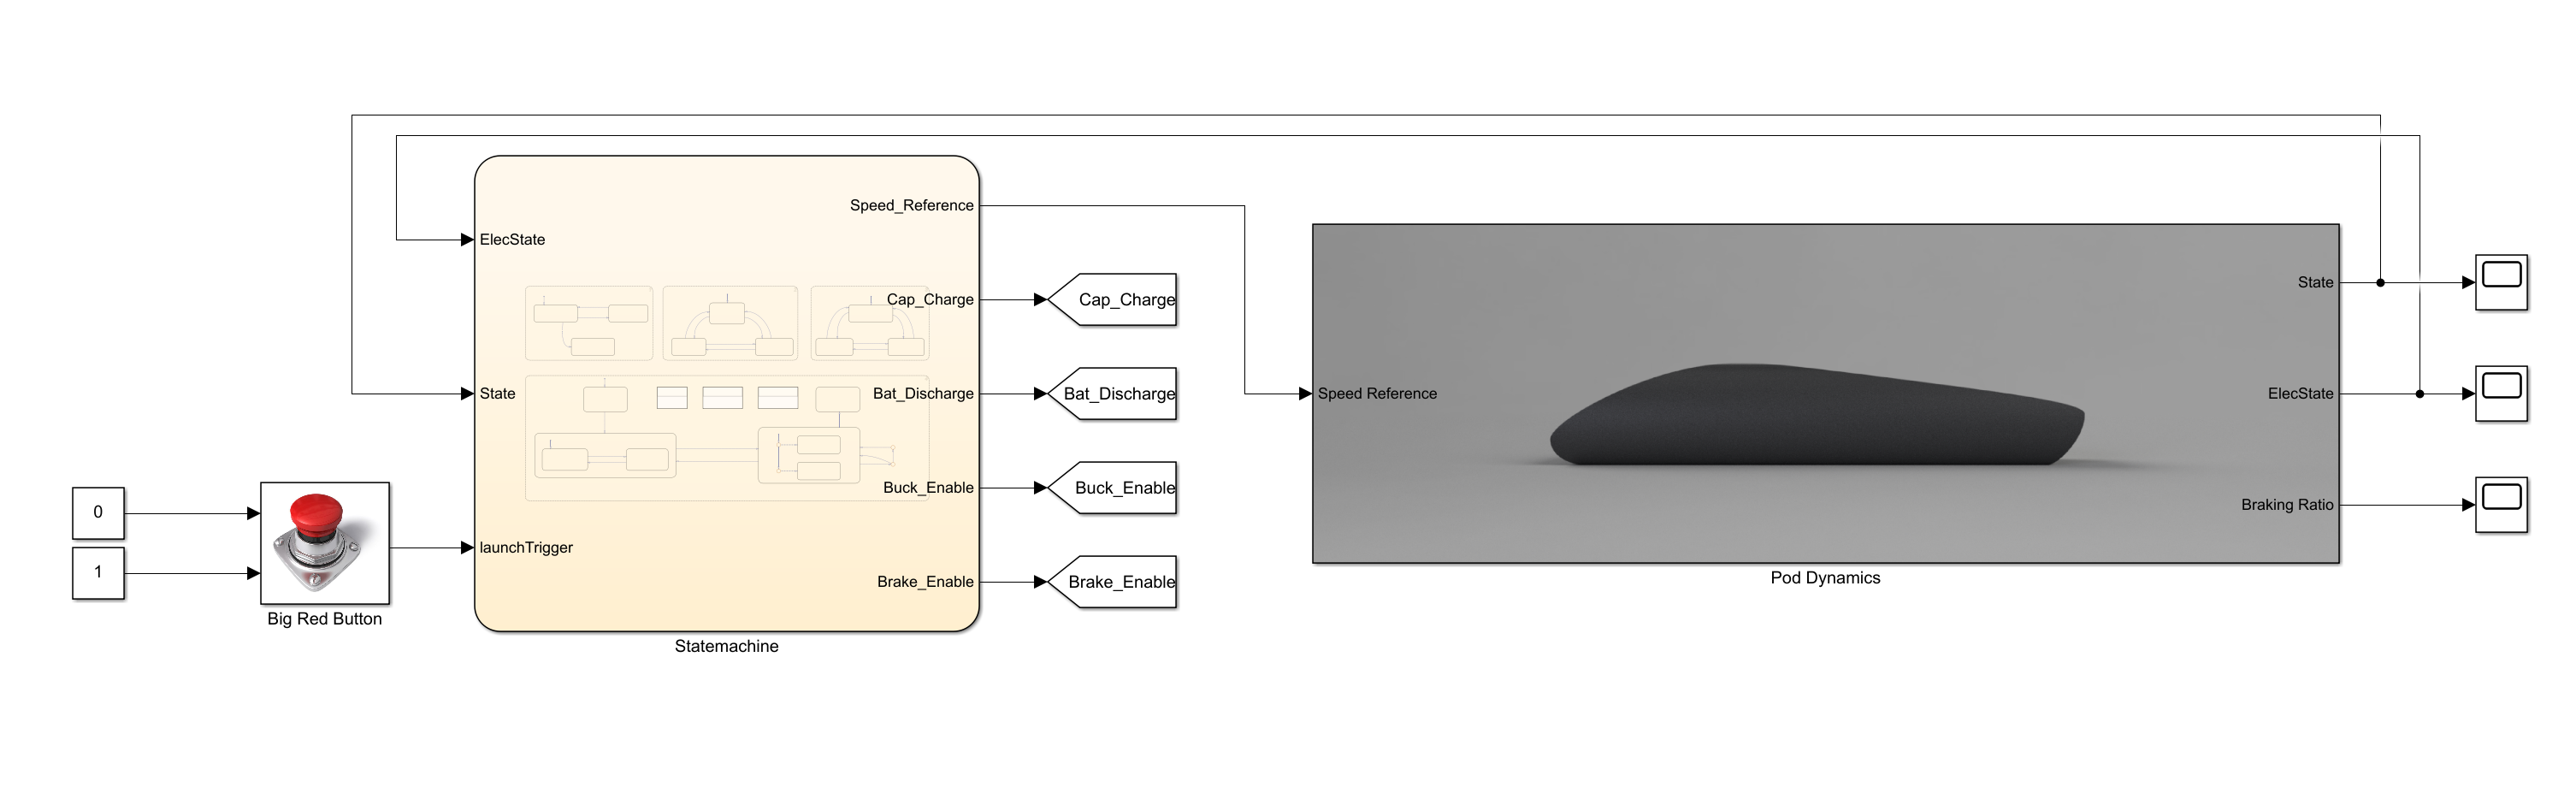 Speed_Reference
ElecState
Cap_Charge
Cap_Charge
State
Bat_Discharge
Bat_Discharge
Buck_Enable
Buck_Enable
launchTrigger
Brake_Enable
Brake_Enable
Statemachine
0
1
Big Red Button
Speed Reference
State
ElecState
Braking Ratio
Pod Dynamics